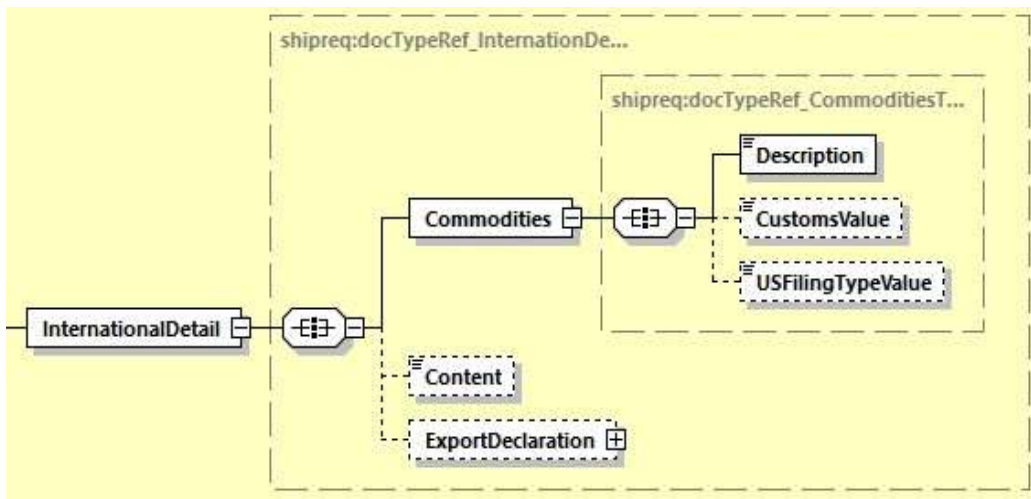 shipreq:docTypeRef_InternationDe...
shipreq:docTypeRef_CommoditiesT...
Description
Commodities
CustomsValue
USFilingTypeValue
InternationalDetail
Content
ExportDeclaration